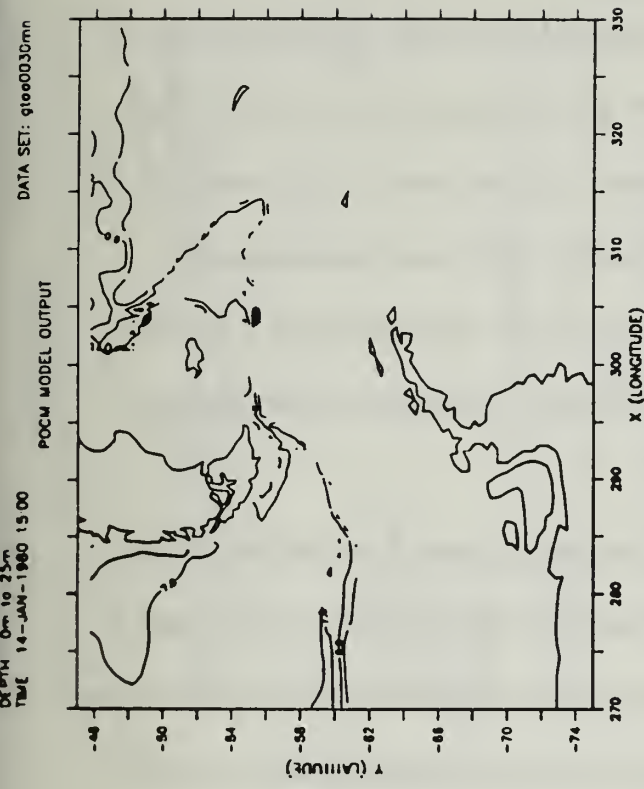 DEPTH 0m to 25m
TIME 14-JAN-1980 15:00
DATA SET: gtoo0030mn
POCM MODEL OUTPUT
-46
-50
-54
-58
-62
-66
-70
-74
Y (LATITUDE)
270
280
290
300
310
320
330
X (LONGITUDE)